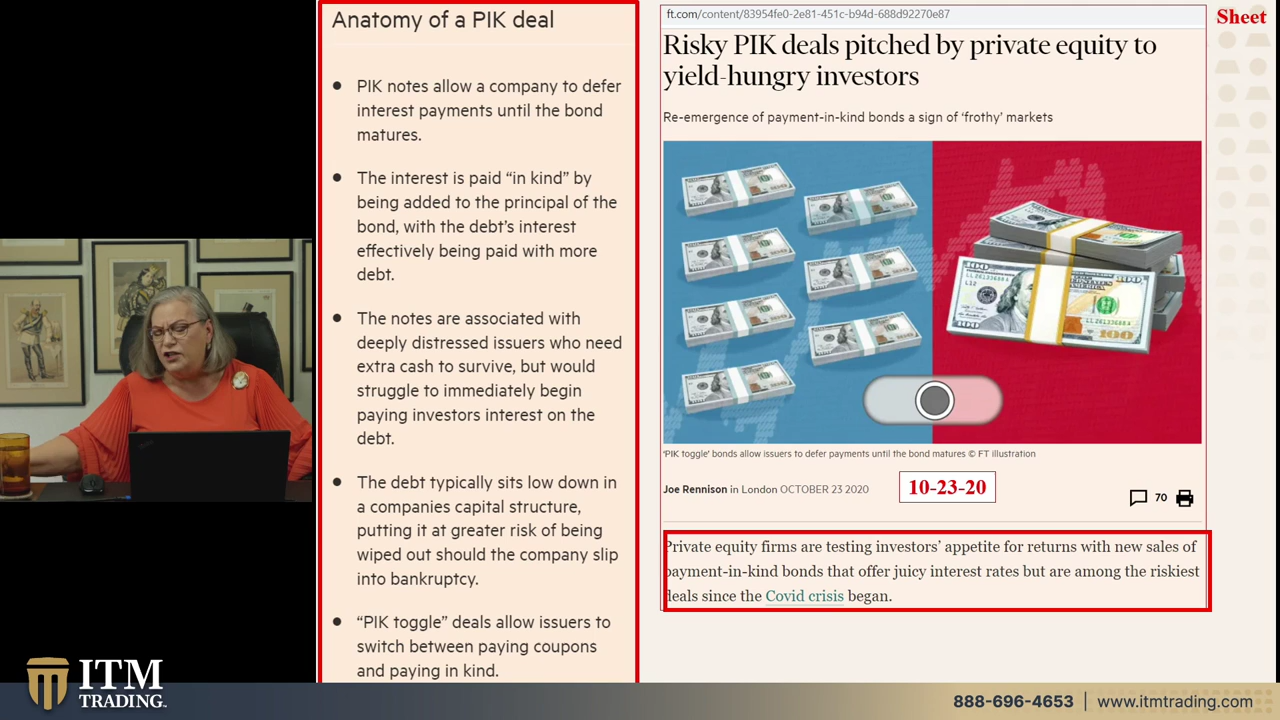 Anatomy of a PIK deal
PIK notes allow a company to defer
interest payments until the bond
matures.
The interest is paid “in kind” by
being added to the principal of the
bond, with the debt’s interest
effectively being paid with more
debt.
The notes are associated with
deeply distressed issuers who need
extra cash to survive, but would
struggle to immediately begin
paying investors interest on the
debt.
The debt typically sits low down in
a companies capital structure,
putting it at greater risk of being
wiped out should the company slip
into bankruptcy.
“PIK toggle” deals allow issuers to
switch between paying coupons
and paying in kind.
ft.com/content/83954fe0-2e81-451c-b94d-688d92270e87
Sheet
Risky PIK deals pitched by private equity to
yield-hungry investors
Re-emergence of payment-in-kind bonds a sign of ‘frothy’ markets
100
100
100
‘PIK toggle’ bonds allow issuers to defer payments until the bond matures © FT illustration
Joe Rennison in London OCTOBER 23 2020
10-23-20
70
Private equity firms are testing investors’ appetite for returns with new sales of
payment-in-kind bonds that offer juicy interest rates but are among the riskiest
deals since the Covid crisis began.
ITM
TRADING
888-696-4653 | www.itmtrading.com